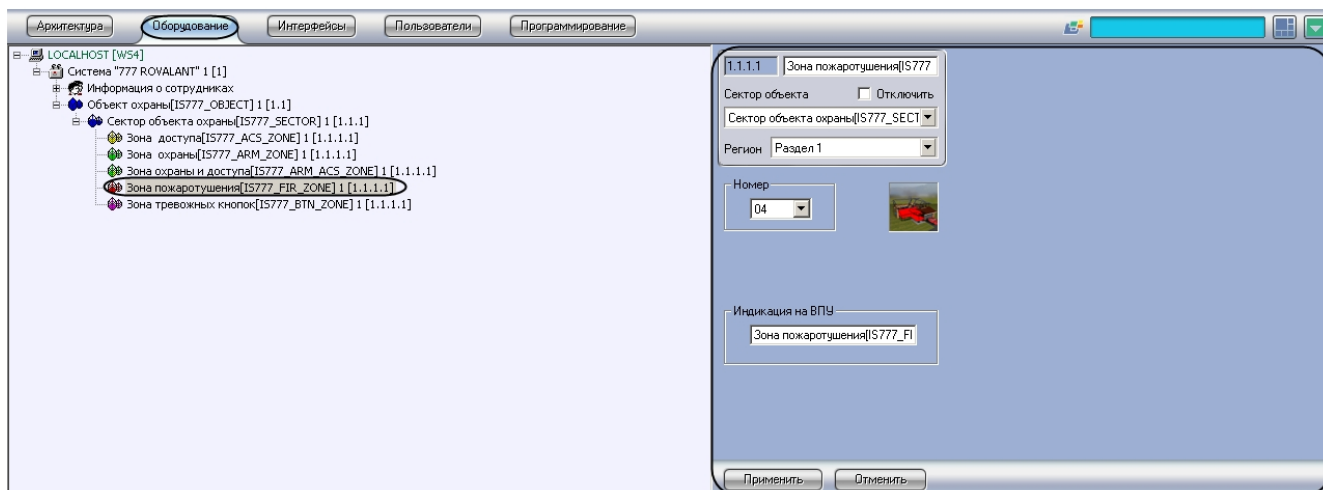 Архитектура Оборудование Интерфейсы Пользователи Программирование
LOCALHOST [WS4]
Система "777 ROVALANT" 1 [1]
Информация о сотрудниках
Объект охраны[IS777_OBJECT] 1 [1.1]
Сектор объекта охраны[IS777_SECTOR] 1 [1.1.1]
Зона доступа[IS777_ACS_ZONE] 1 [1.1.1.1]
Зона охраны[IS777_ARM_ZONE] 1 [1.1.1.1]
Зона охраны и доступа[IS777_ARM_ACS_ZONE] 1 [1.1.1.1]
Зона пожаротушения[IS777_FIR_ZONE] 1 [1.1.1.1]
Зона тревожных кнопок[IS777_BTN_ZONE] 1 [1.1.1.1]
1.1.1.1 Зона пожаротушения[IS777
Сектор объекта Отключить
Сектор объекта охраны[IS777_SECT
Регион Раздел 1
Номер
04
Индикация на ВПУ
Зона пожаротушения[IS777_FI
Применить Отменить